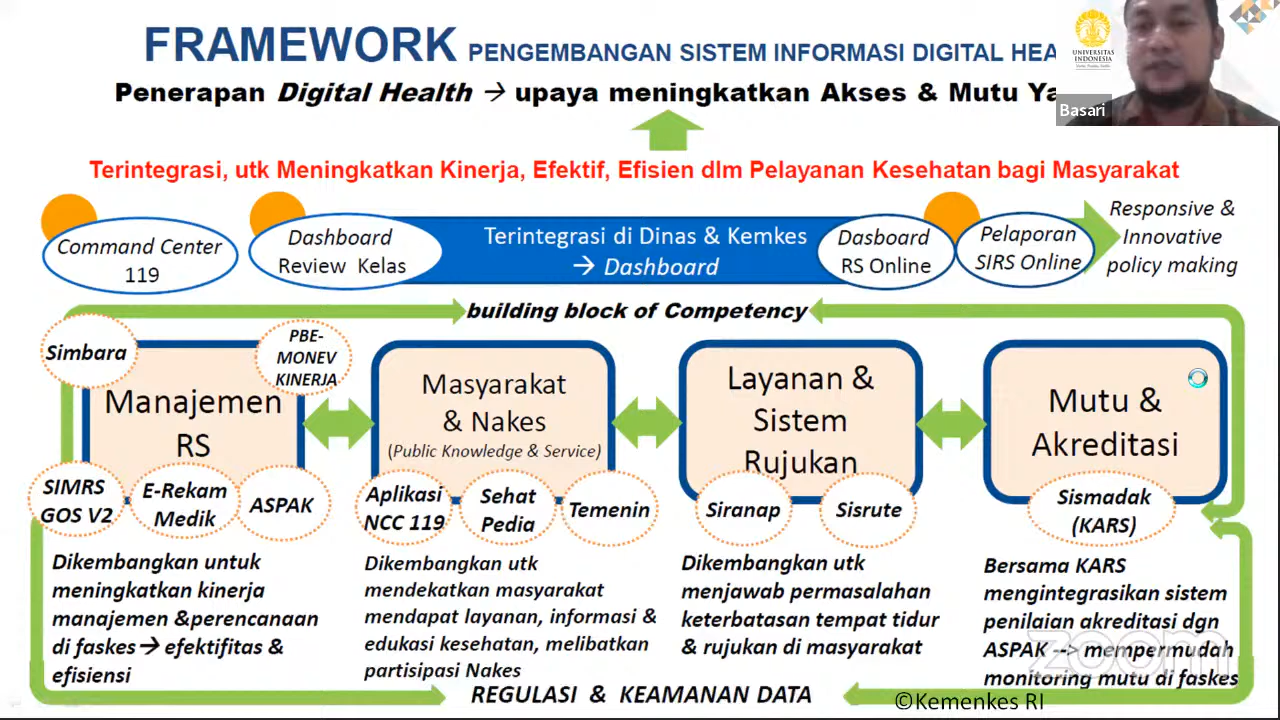 FRAMEWORK PENGEMBANGAN SISTEM INFORMASI DIGITAL HEA
UNIVERSITAS
INDONESIA
Basari
Penerapan Digital Health → upaya meningkatkan Akses & Mutu Ya
Terintegrasi, utk Meningkatkan Kinerja, Efektif, Efisien dlm Pelayanan Kesehatan bagi Masyarakat
Command Center
119
Dashboard
Review Kelas
Terintegrasi di Dinas & Kemkes
→ Dashboard
Dasboard
RS Online
Pelaporan
SIRS Online
Responsive &
Innovative
policy making
building block of Competency
Simbara
PBE-
MONEV
KINERJA
Manajemen
RS
SIMRS
GOS V2
E-Rekam
Medik
ASPAK
Dikembangkan untuk
meningkatkan kinerja
manajemen &perencanaan
di faskes→ efektifitas &
efisiensi
Masyarakat
& Nakes
(Public Knowledge & Service)
Aplikasi
NCC 119
Sehat
Pedia
Temenin
Dikembangkan utk
mendekatkan masyarakat
mendapat layanan, informasi &
edukasi kesehatan, melibatkan
partisipasi Nakes
Layanan &
Sistem
Rujukan
Siranap
Sisrute
Dikembangkan utk
menjawab permasalahan
keterbatasan tempat tidur
& rujukan di masyarakat
Mutu &
Akreditasi
Sismadak
(KARS)
Bersama KARS
mengintegrasikan sistem
penilaian akreditasi dgn
ASPAK --> mempermudah
monitoring mutu di faskes
zoom
REGULASI & KEAMANAN DATA
©Kemenkes RI